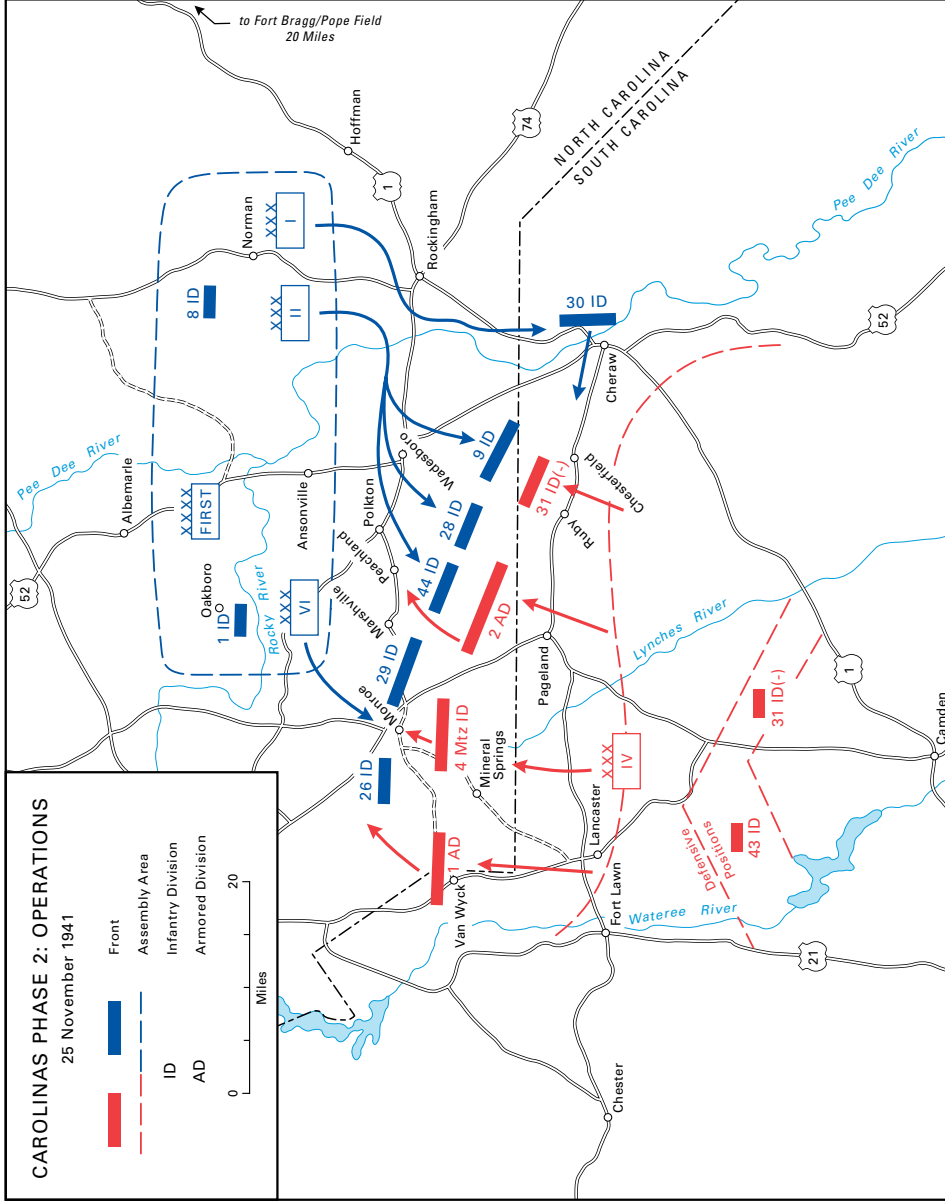 CAROLINAS PHASE 2: OPERATIONS
25 November 1941
Front
Assembly Area
ID
Infantry Division
AD
Armored Division
0
20
Miles
to Fort Bragg/Pope Field
20 Miles
Hoffman
1
74
NORTH CAROLINA
SOUTH CAROLINA
Pee Dee River
Norman
XXX
I
Rockingham
8 ID
XXX
II
30 ID
52
Cheraw
Pee Dee River
Albemarle
XXXX
FIRST
Ansonville
Wadesboro
Polkton
Peachland
Marshville
9 ID
28 ID
44 ID
31 ID(-)
Chesterfield
Ruby
52
Oakboro
1 ID
Rocky River
XXX
VI
29 ID
Monroe
2 AD
Pageland
Lynches River
1
26 ID
4 Mtz ID
Mineral
Springs
XXX
IV
31 ID(-)
Camden
1 AD
Van Wyck
Lancaster
Fort Lawn
Defensive
Positions
43 ID
Wateree River
21
Chester